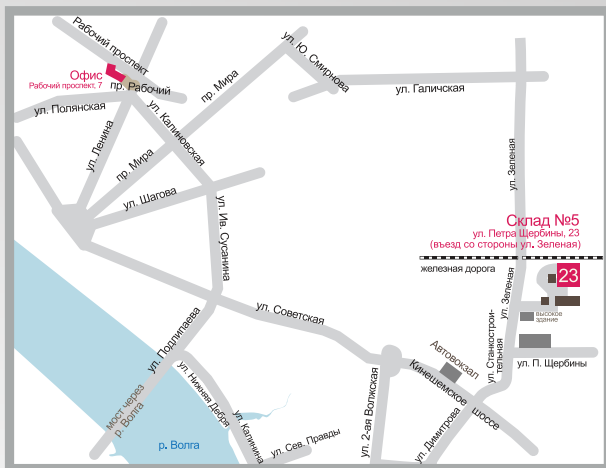 Рабочий проспект
Офис
Рабочий проспект, 7
пр. Рабочий
ул. Полянская
ул. Ленина
ул. Калиновская
пр. Мира
пр. Мира
ул. Ю. Смирнова
ул. Галичская
ул. Шагова
ул. Ив. Сусанина
ул. Зеленая
Склад №5
ул. Петра Щербины, 23
(въезд со стороны ул. Зеленая)
железная дорога
23
ул. Зеленая
высокое
здание
ул. Советская
ул. Подлипаева
Автовокзал
ул. Станкострои-
тельная
ул. П. Щербины
Кинешемское шоссе
ул. Нижняя Дебря
ул. 2-ая Волжская
мост через
р. Волга
ул. Калинина
ул. Димитрова
р. Волга
ул. Сев. Правды